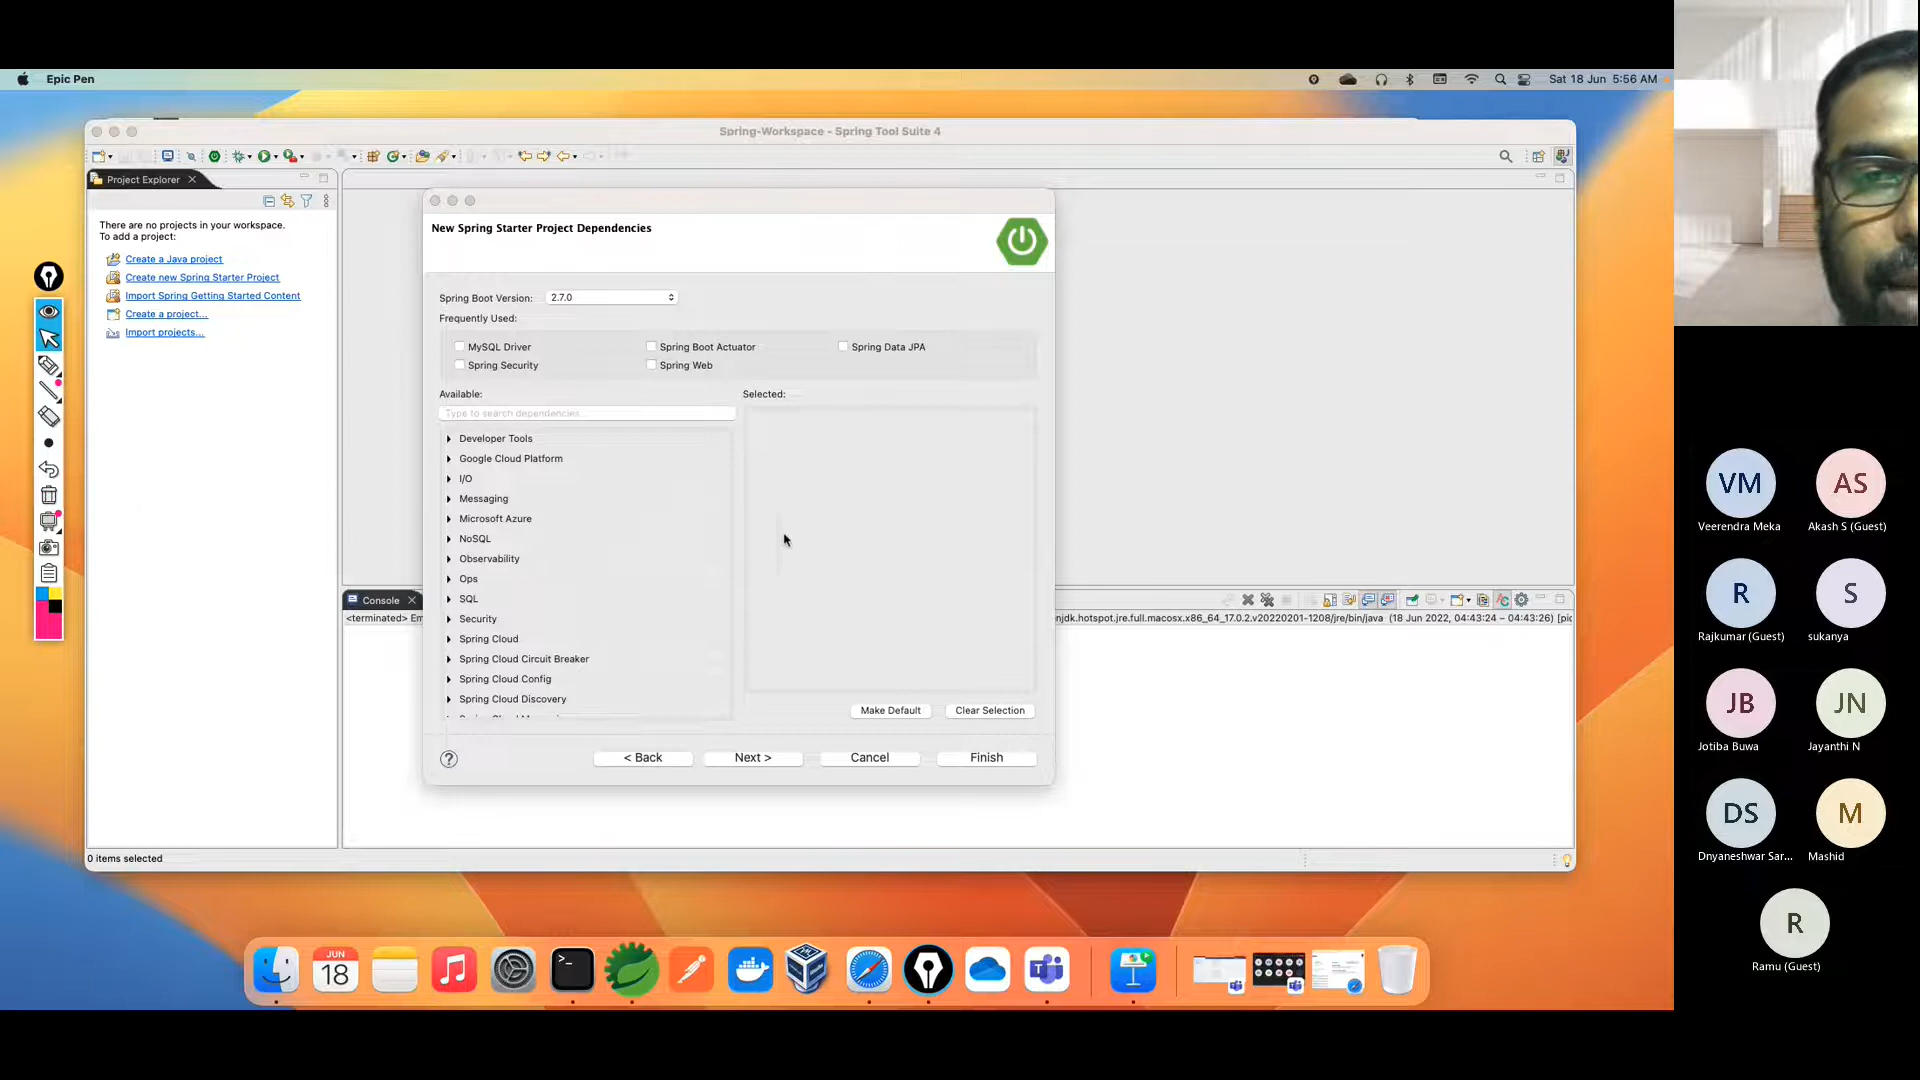 Epic Pen
Sat 18 Jun 5:56 AM
Spring-Workspace - Spring Tool Suite 4
Project Explorer
There are no projects in your workspace.
To add a project:
Create a Java project
Create new Spring Starter Project
Import Spring Getting Started Content
Create a project...
Import projects...
New Spring Starter Project Dependencies
Spring Boot Version:
2.7.0
Frequently Used:
MySQL Driver
Spring Boot Actuator
Spring Data JPA
Spring Security
Spring Web
Available:
Selected:
Type to search dependencies
Developer Tools
Google Cloud Platform
I/O
Messaging
Microsoft Azure
NoSQL
Observability
Ops
SQL
Security
Spring Cloud
Spring Cloud Circuit Breaker
Spring Cloud Config
Spring Cloud Discovery
Make Default
Clear Selection
< Back
Next >
Cancel
Finish
Console
<terminated> Em
njdk.hotspot.jre.full.macosx.x86_64_17.0.2.v20220201-1208/jre/bin/java (18 Jun 2022, 04:43:24 – 04:43:26) [pic
0 items selected
JUN
18
VM
Veerendra Meka
AS
Akash S (Guest)
R
Rajkumar (Guest)
S
sukanya
JB
Jotiba Buwa
JN
Jayanthi N
DS
Dnyaneshwar Sar...
M
Mashid
R
Ramu (Guest)